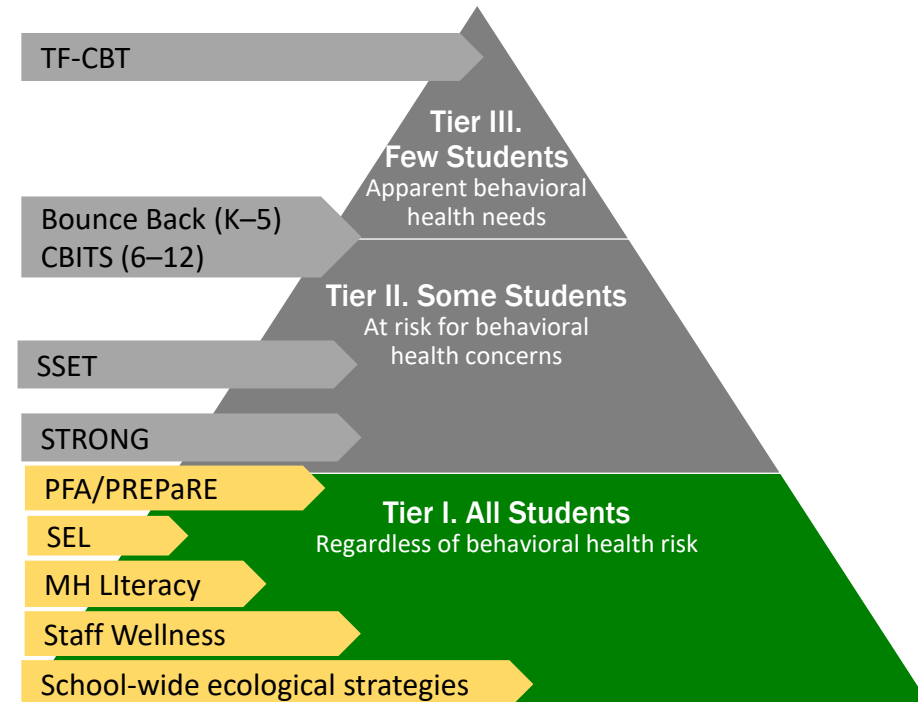 TF-CBT
Tier III.
Few Students
Apparent behavioral
health needs
Bounce Back (K–5)
CBITS (6–12)
Tier II. Some Students
At risk for behavioral
health concerns
SSET
STRONG
PFA/PREPaRE
Tier I. All Students
Regardless of behavioral health risk
SEL
MH LIteracy
Staff Wellness
School-wide ecological strategies